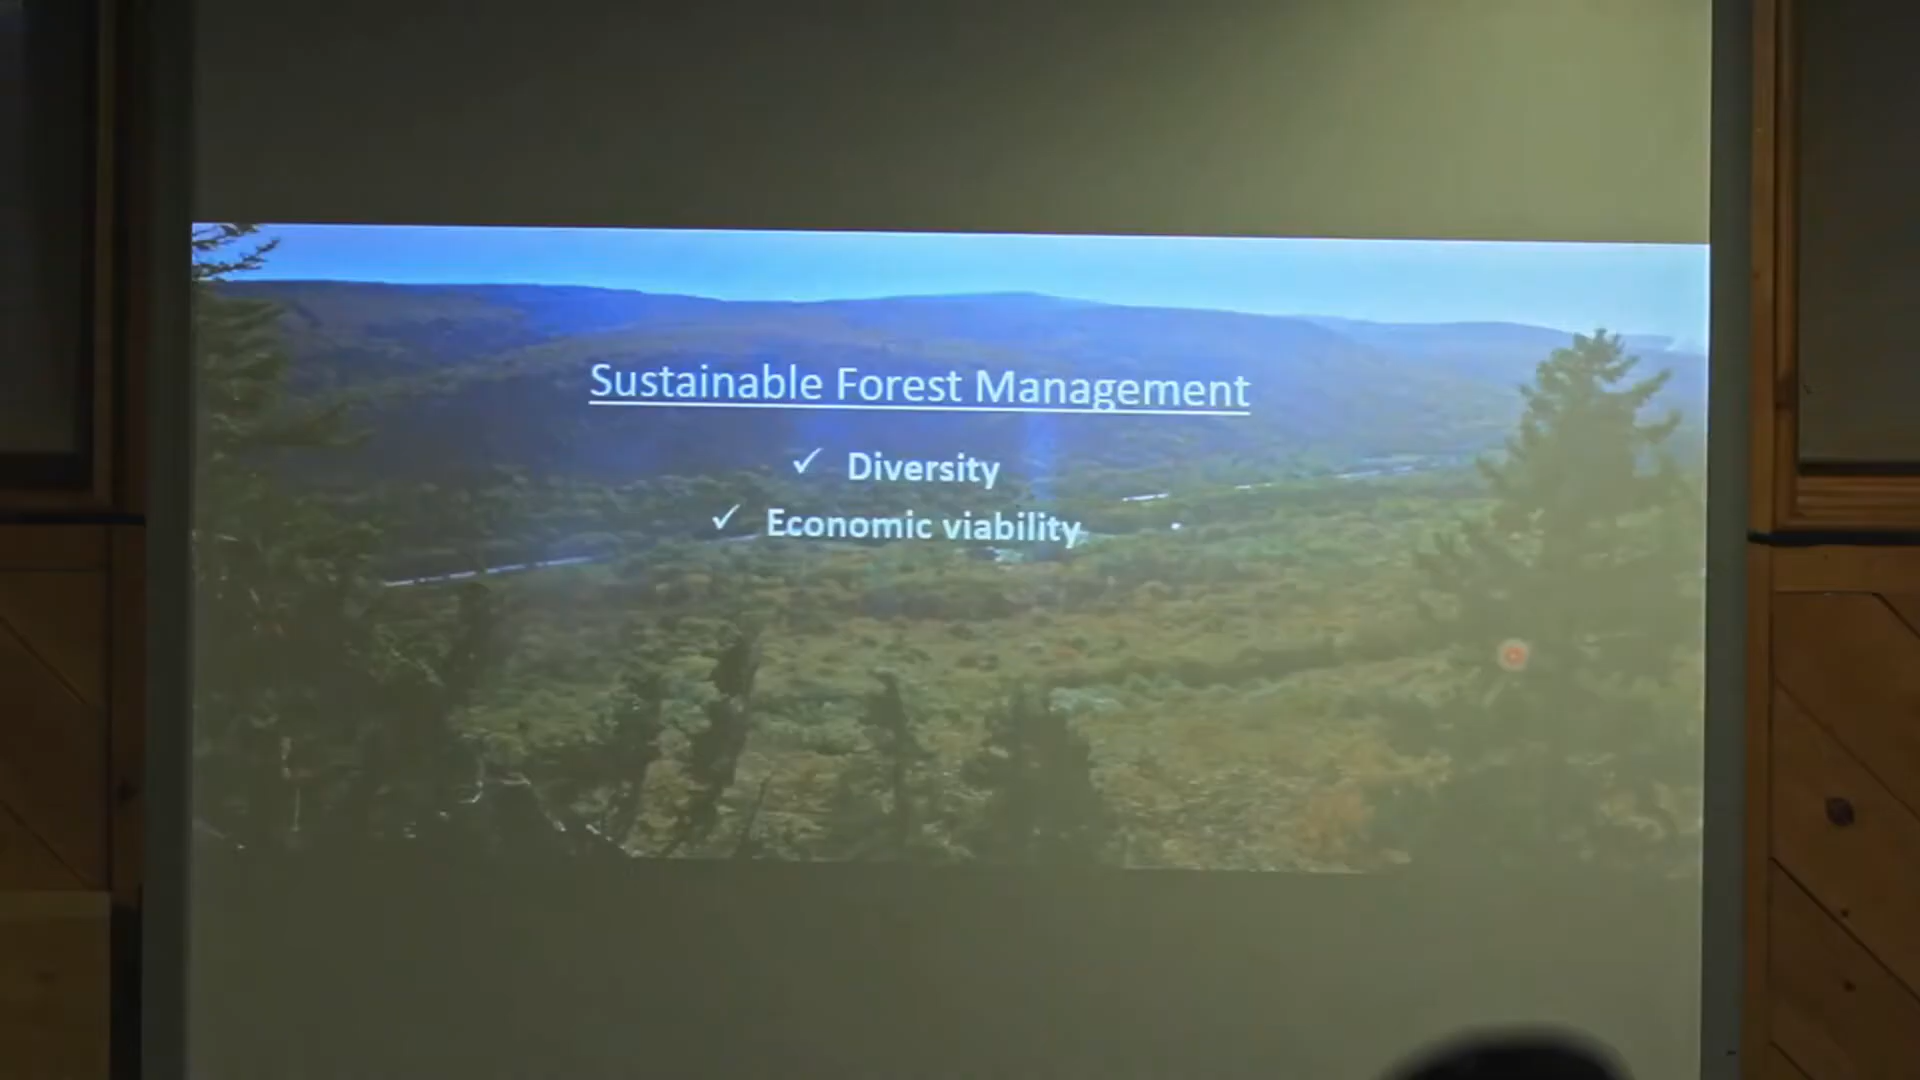 Sustainable Forest Management
✓ Diversity
✓ Economic viability